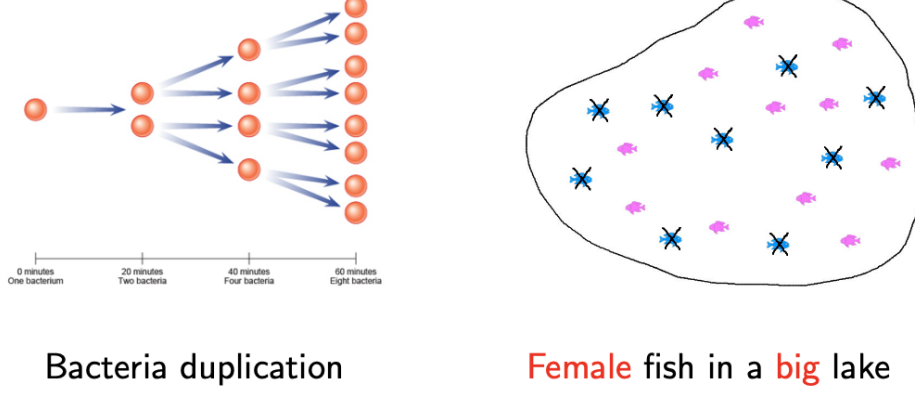 0 minutes
One bacterium
20 minutes
Two bacteria
40 minutes
Four bacteria
60 minutes
Eight bacteria
Bacteria duplication
Female fish in a big lake